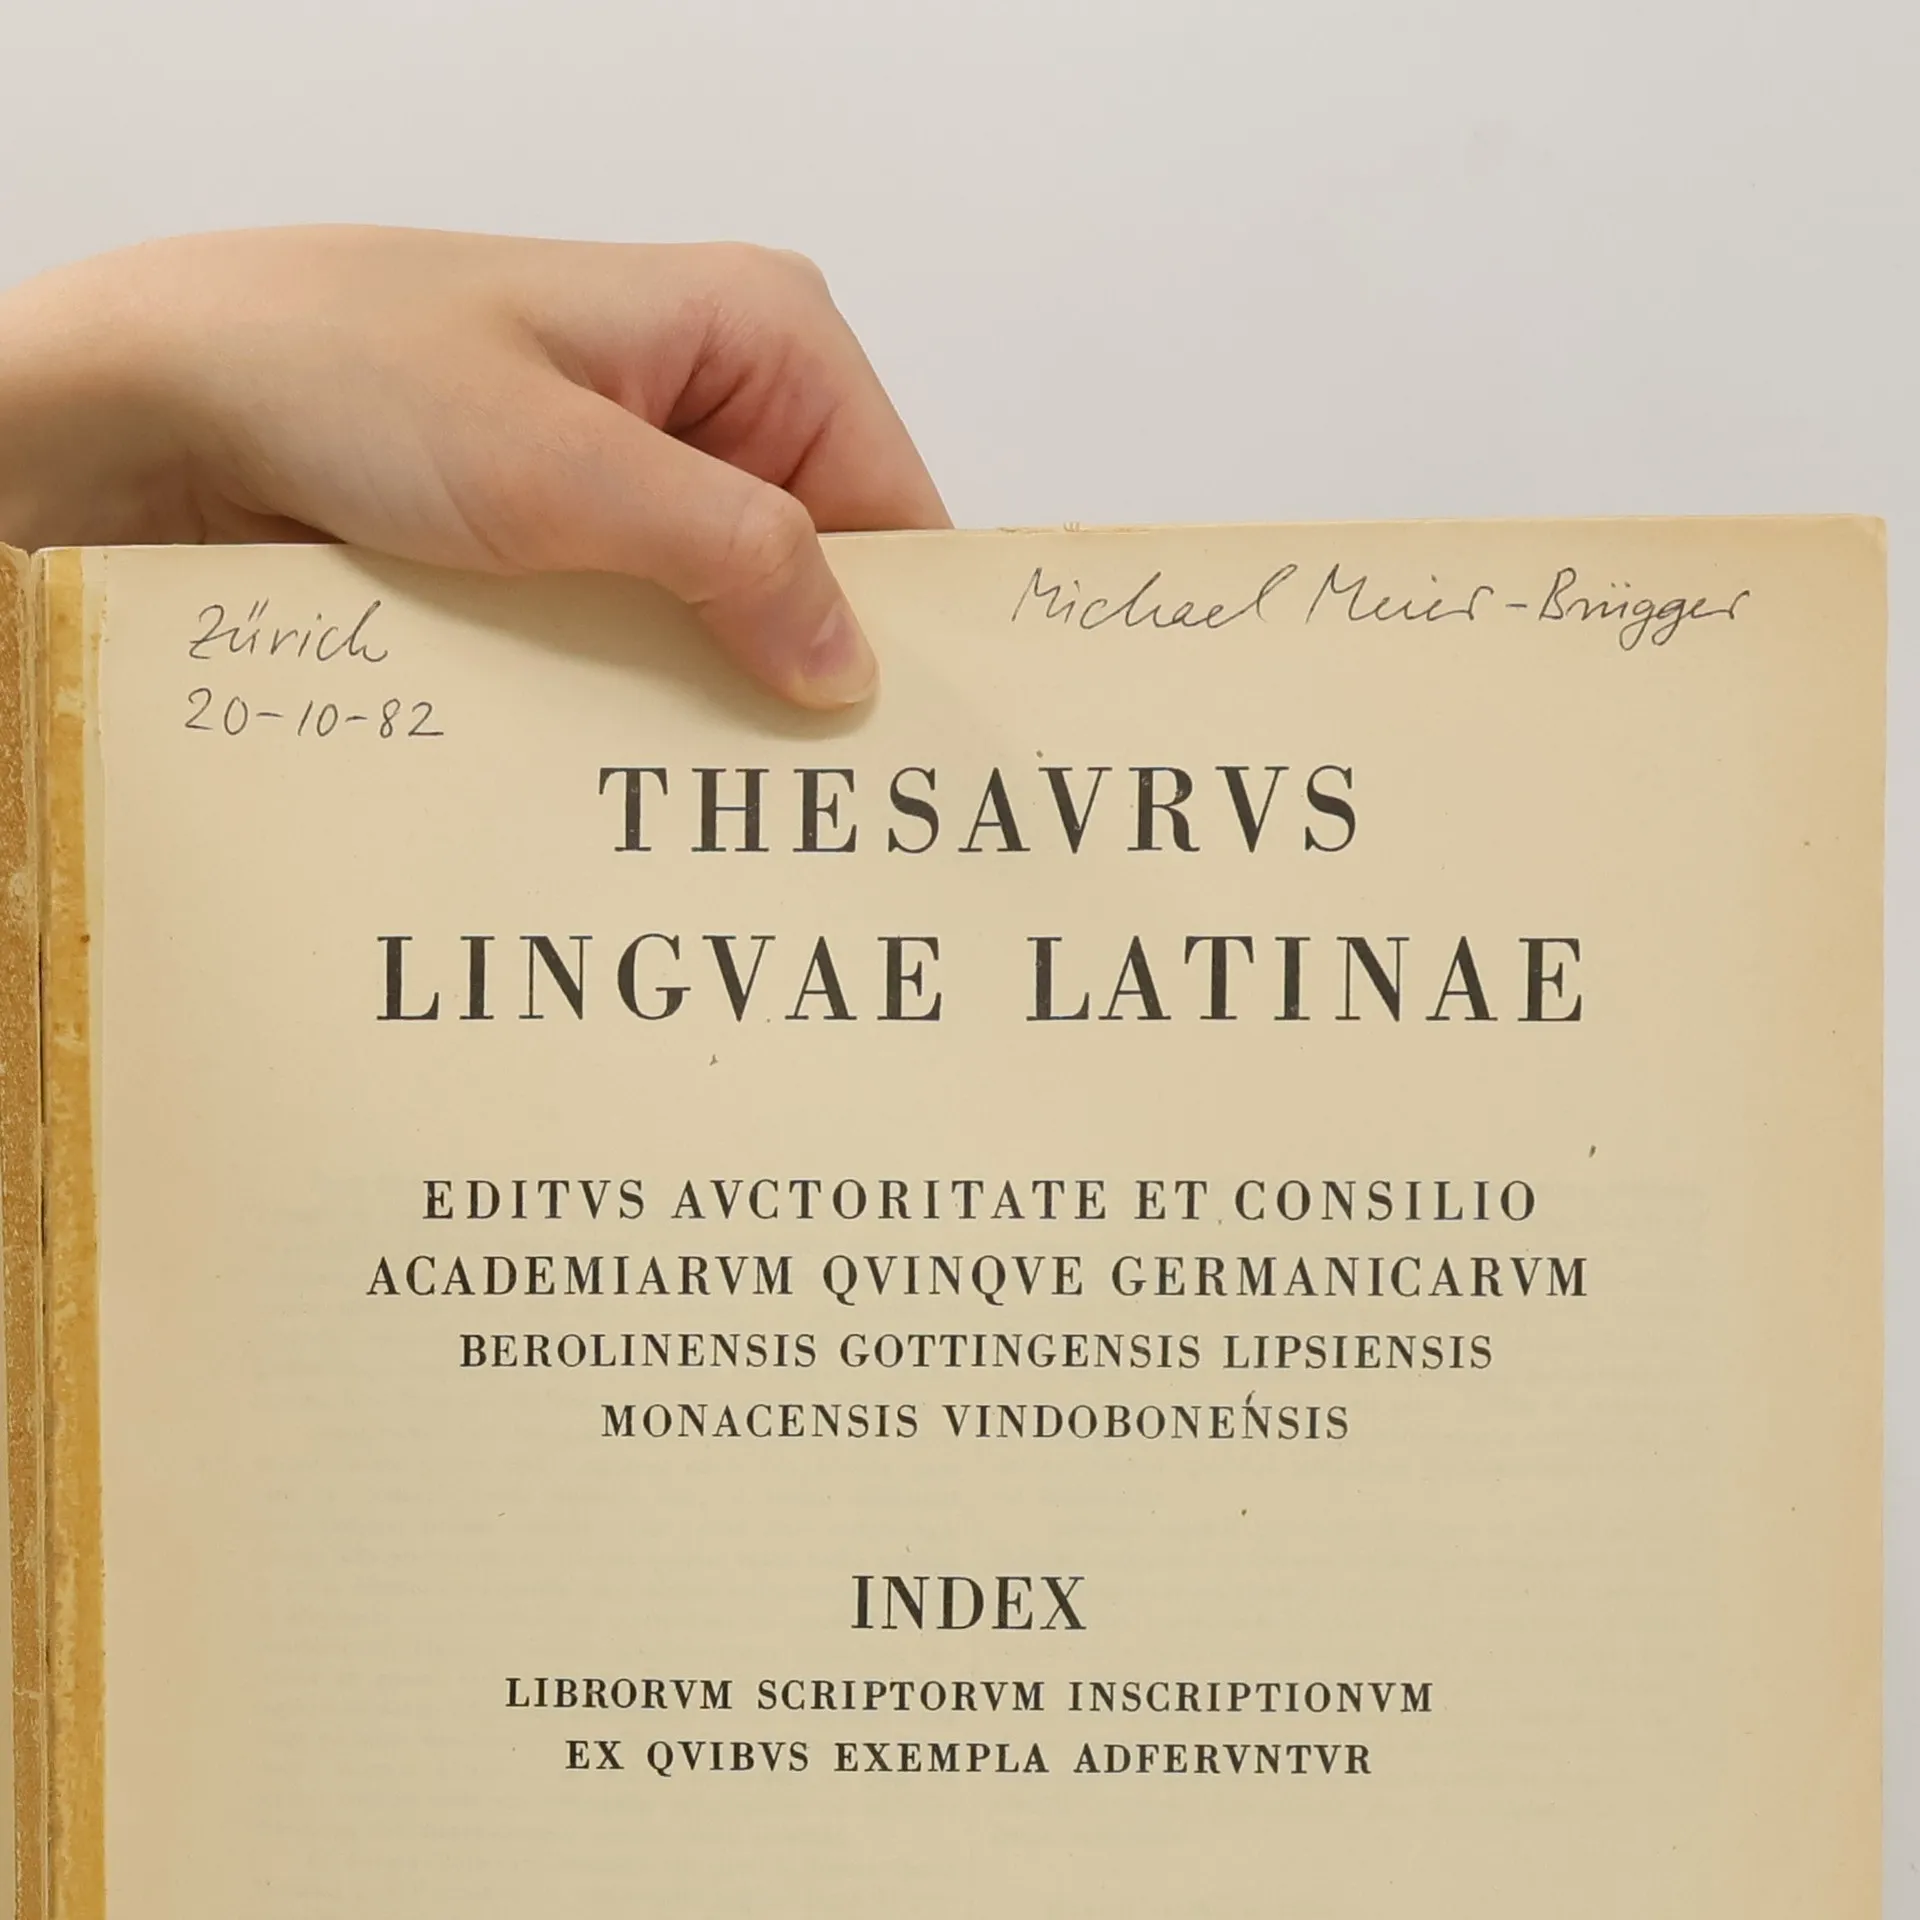 Zürich
20-10-82
Michael Meier-Brügger
THESAVRVS
LINGVAE LATINAE
EDITVS AVCTORITATE ET CONSILIO
ACADEMIARVM QVINQVE GERMANICARVM
BEROLINENSIS GOTTINGENSIS LIPSIENSIS
MONACENSIS VINDOBONENSIS
INDEX
LIBRORVM SCRIPTORVM INSCRIPTIONVM
EX QVIBVS EXEMPLA ADFERVNTVR